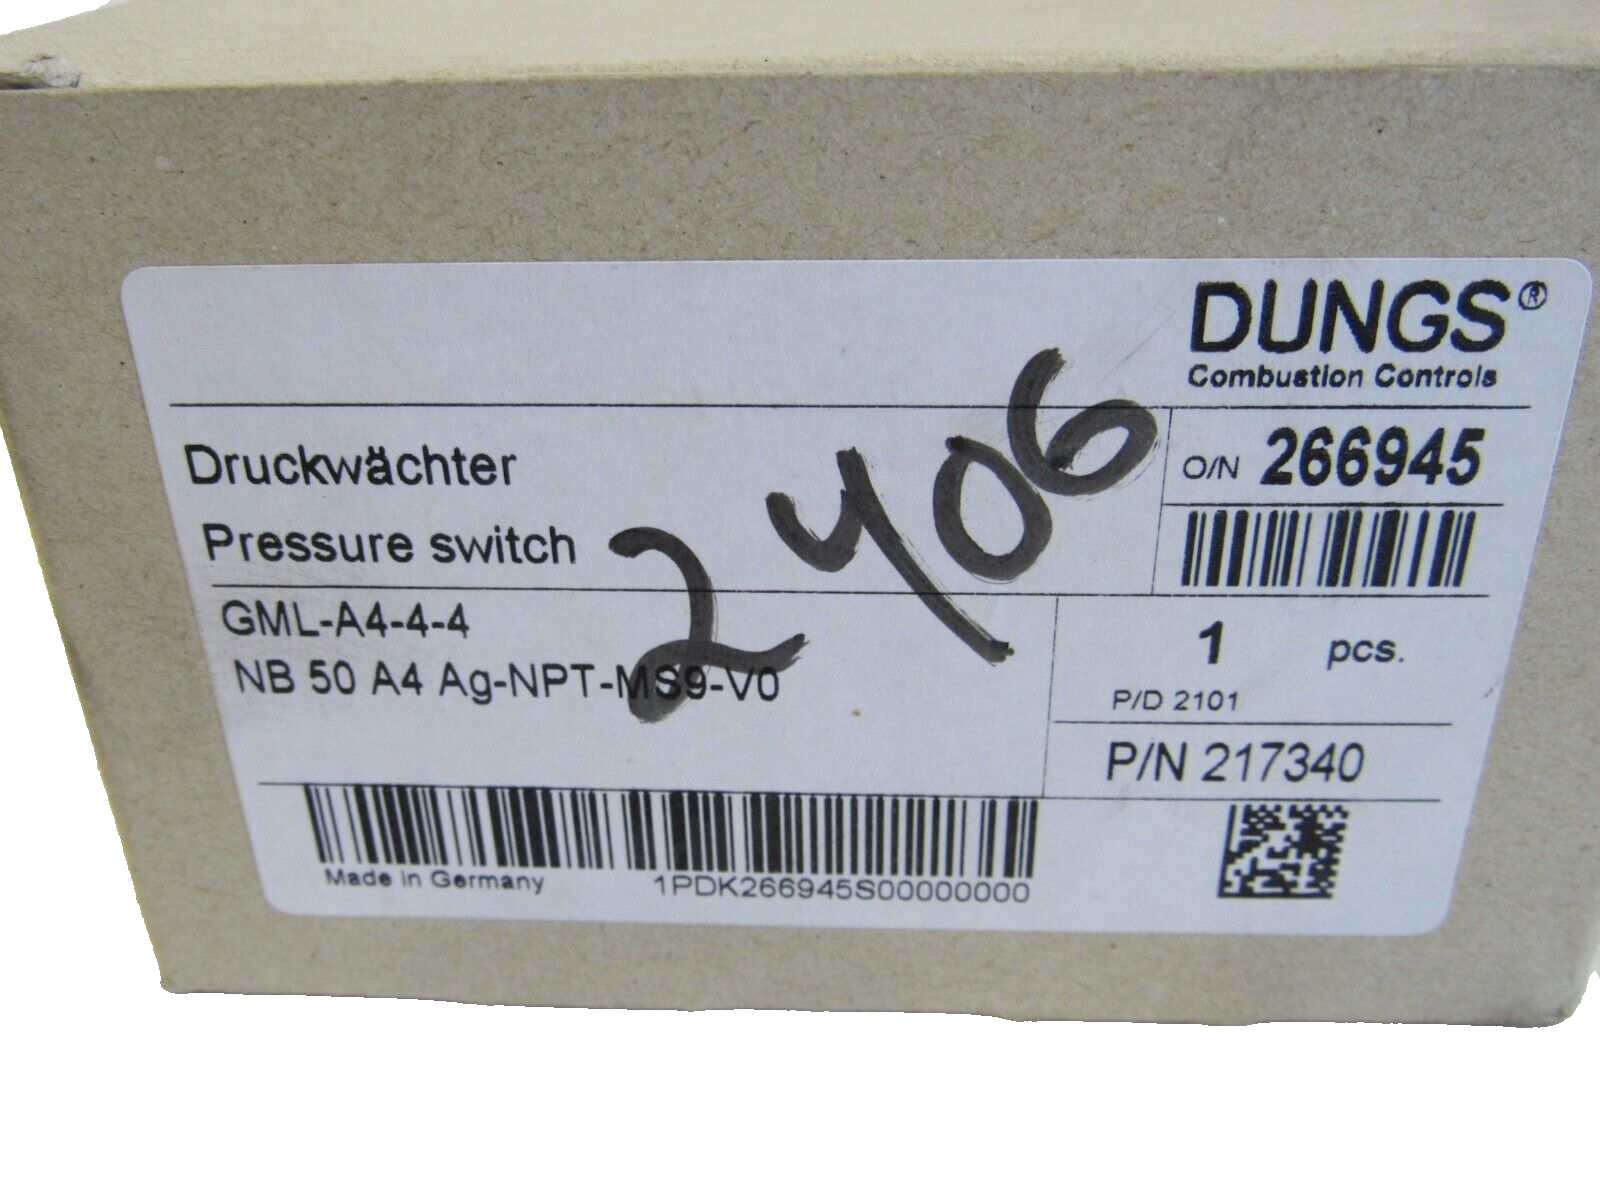 DUNGS®
Combustion Controls
Druckwächter
Pressure switch
O/N 266945
2406
GML-A4-4-4
NB 50 A4 Ag-NPT-MS9-V0
1 pcs.
P/D 2101
P/N 217340
Made in Germany
1PDK266945S00000000